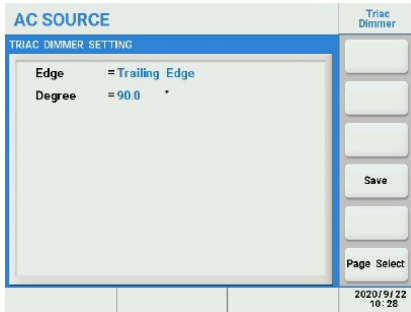 AC SOURCE
Triac
Dimmer
TRIAC DIMMER SETTING
Edge =Trailing Edge
Degree =90.0 °
Save
Page Select
2020/9/22
10:28